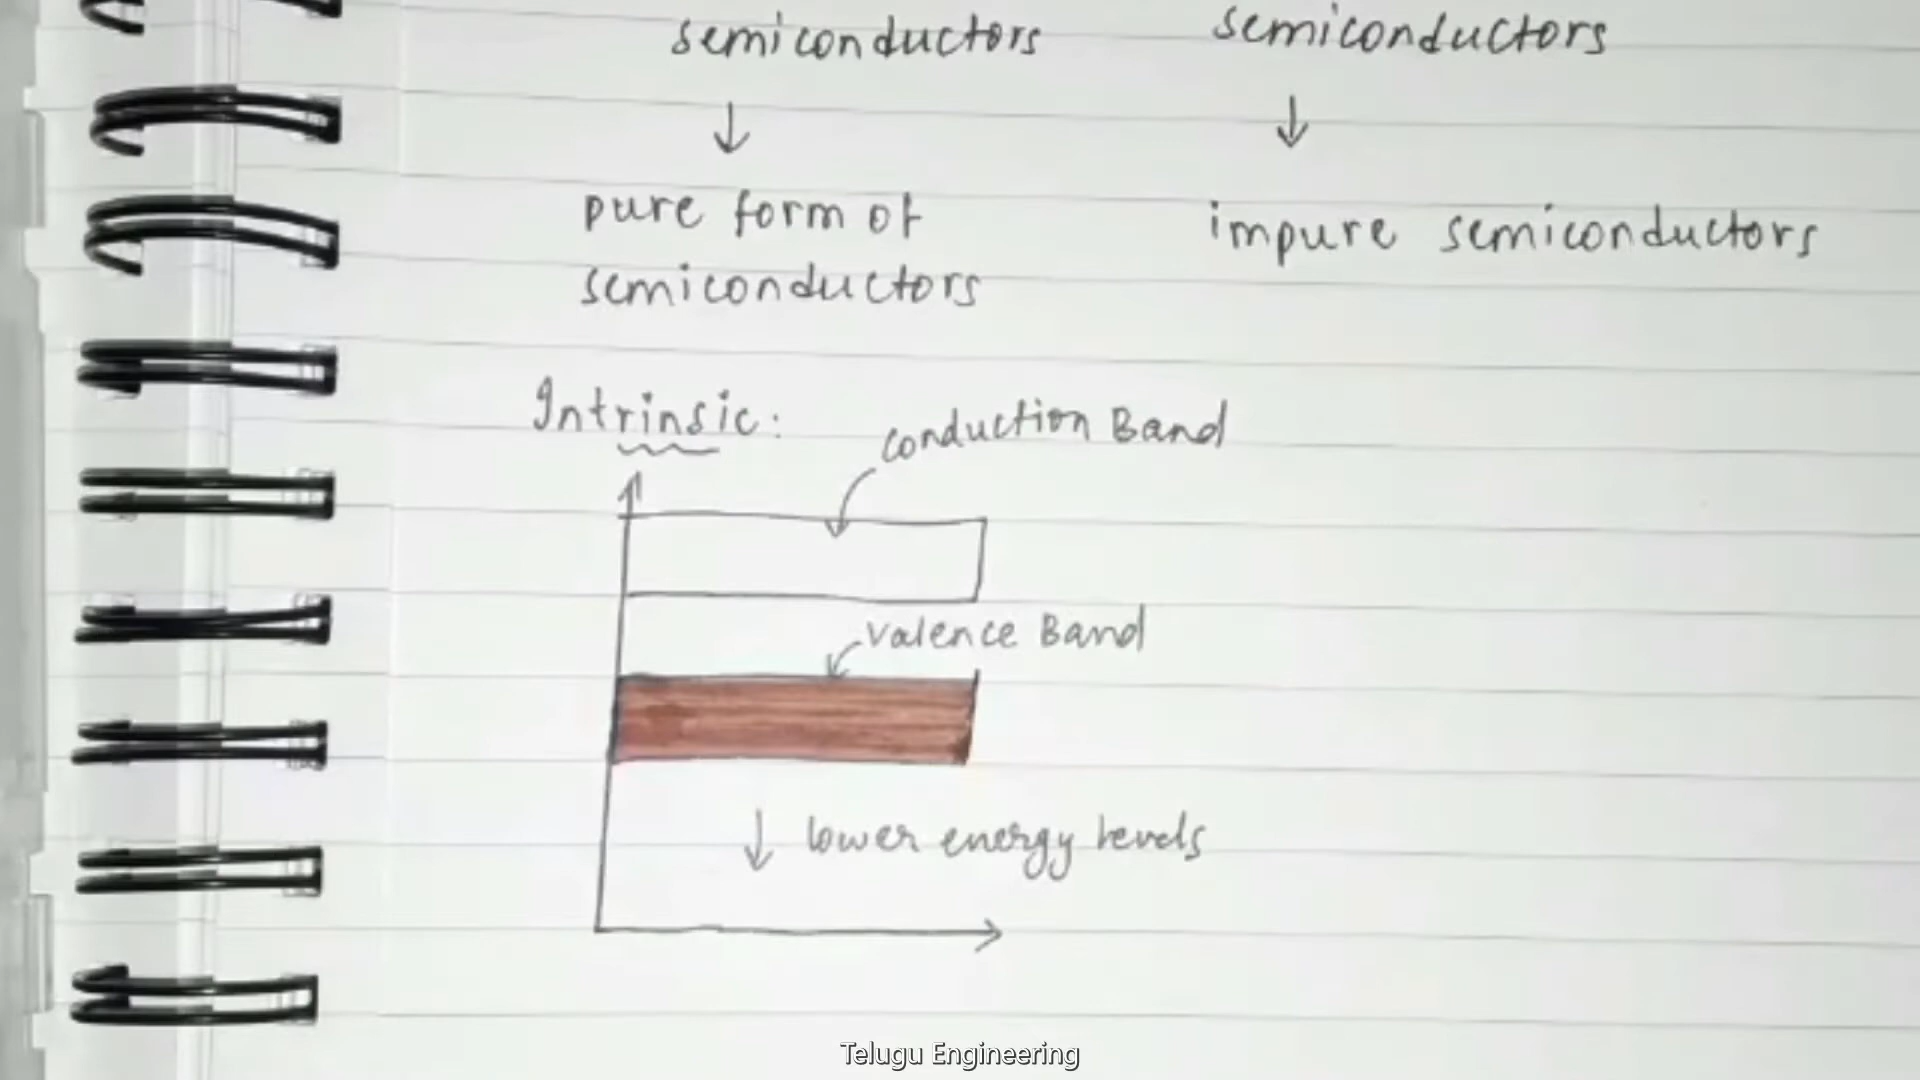 semiconductors semiconductors
↓ ↓
pure form of
semiconductors
impure semiconductors
Intrinsic:
conduction Band
valence Band
↓ lower energy levels
Telugu Engineering